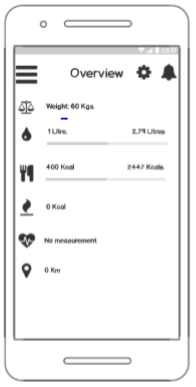 Overview
Weight: 60 Kgs.
1 Litre. 2.79 Litres
400 Kcal 2447 Kcals.
0 Kcal
No measurement
0 Km